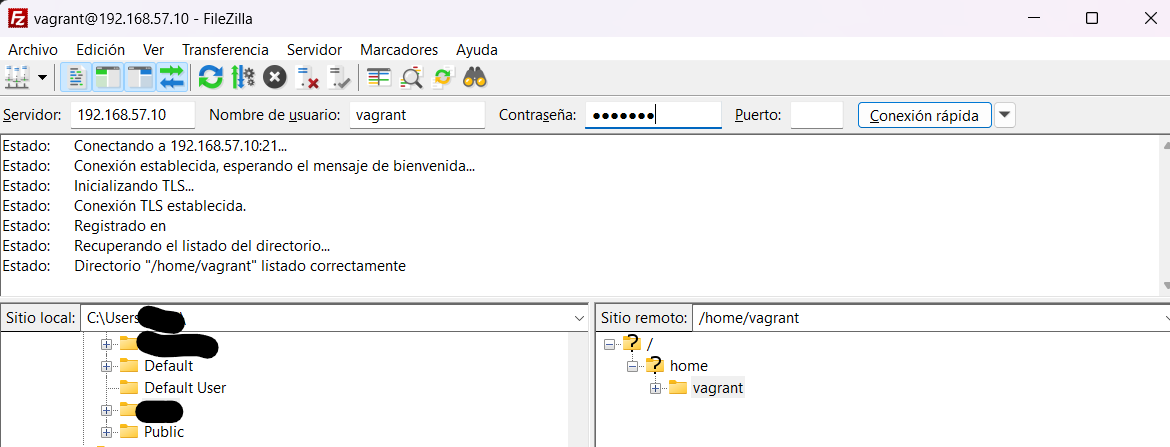 vagrant@192.168.57.10 - FileZilla
Archivo Edición Ver Transferencia Servidor Marcadores Ayuda
Servidor: 192.168.57.10 Nombre de usuario: vagrant Contraseña: ●●●●●●● Puerto: Conexión rápida
Estado: Conectando a 192.168.57.10:21...
Estado: Conexión establecida, esperando el mensaje de bienvenida...
Estado: Inicializando TLS...
Estado: Conexión TLS establecida.
Estado: Registrado en
Estado: Recuperando el listado del directorio...
Estado: Directorio "/home/vagrant" listado correctamente
Sitio local: C:\Users
Default
Default User
Public
Sitio remoto: /home/vagrant
/
home
vagrant